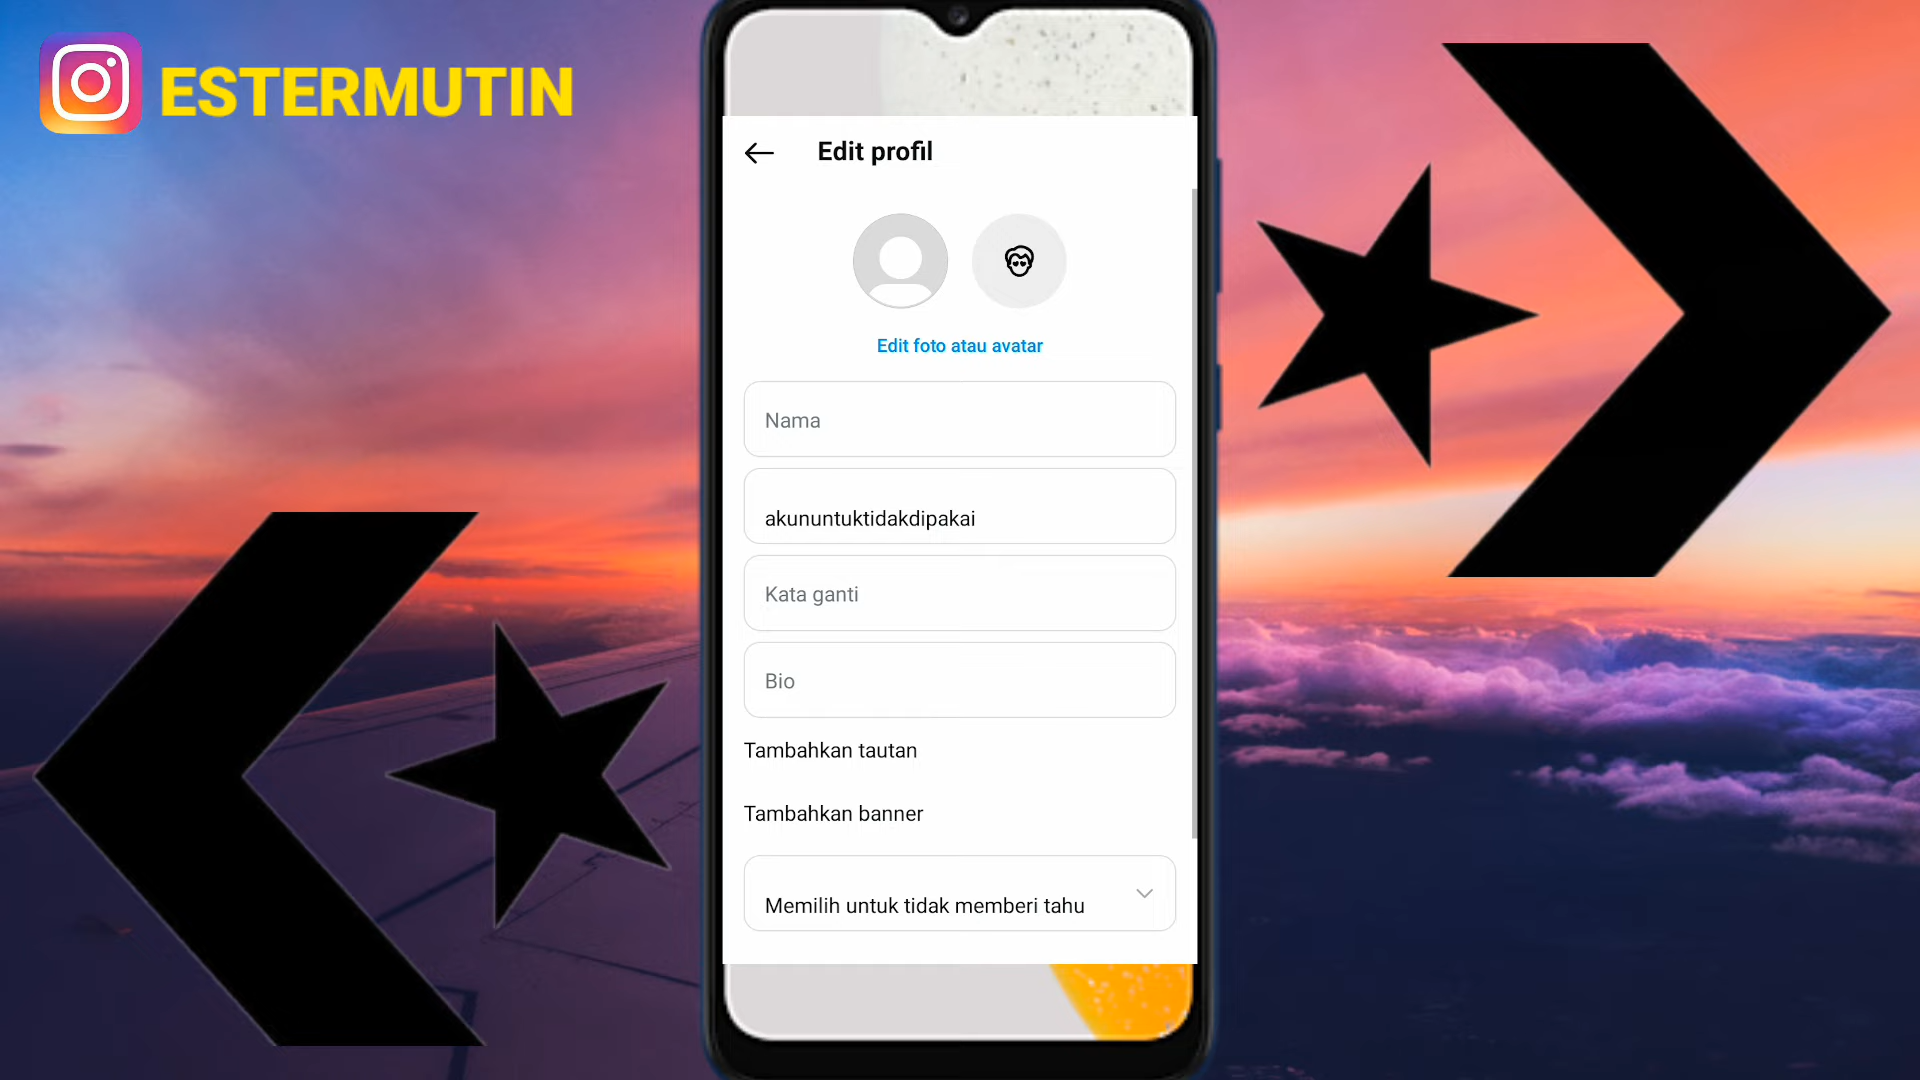 ESTERMUTIN
Edit profil
Edit foto atau avatar
Nama
akununtuktidakdipakai
Kata ganti
Bio
Tambahkan tautan
Tambahkan banner
Memilih untuk tidak memberi tahu